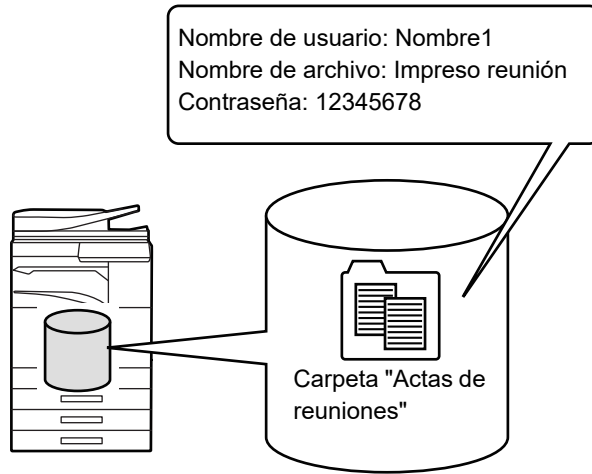 Nombre de usuario: Nombre1
Nombre de archivo: Impreso reunión
Contraseña: 12345678
Carpeta "Actas de
reuniones"